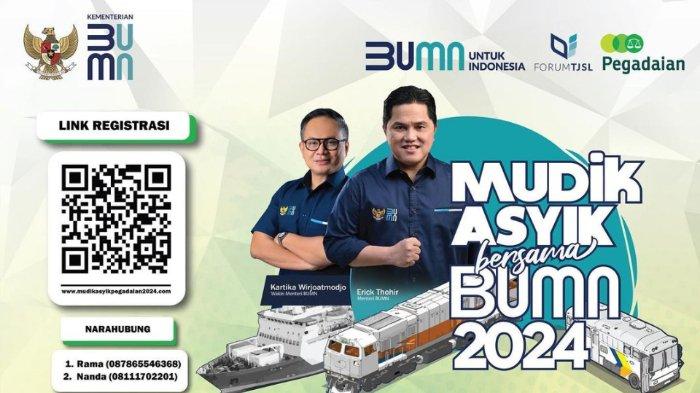 KEMENTERIAN
BUMN
BUMN UNTUK INDONESIA
FORUM TJSL
Pegadaian
LINK REGISTRASI
www.mudikasyikpegadaian2024.com
NARAHUBUNG
1. Rama (087865546368)
2. Nanda (08111702201)
Kartika Wirjoatmodjo
Wakil Menteri BUMN
Erick Thohir
Menteri BUMN
MUDIK
ASYIK
bersama
BUMN
2024